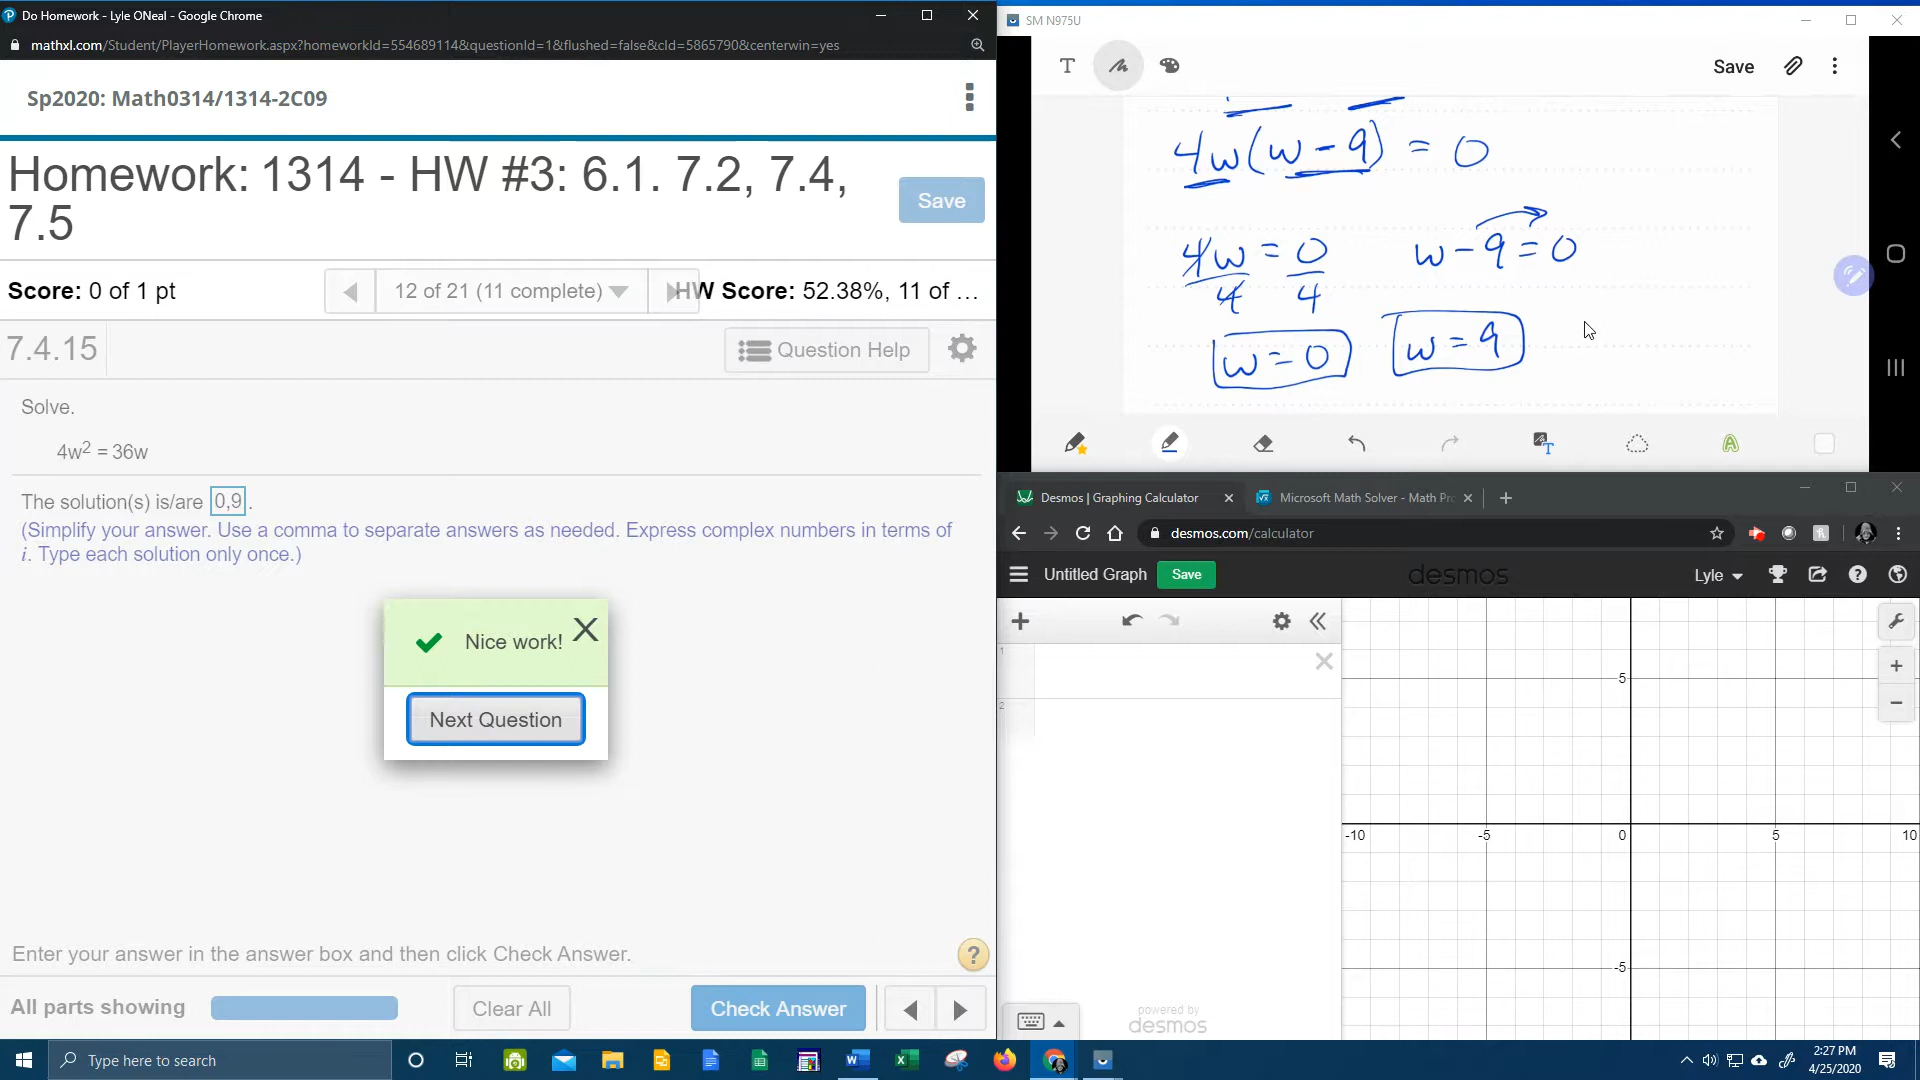 Do Homework - Lyle ONeal - Google Chrome
mathxl.com/Student/PlayerHomework.aspx?homeworkId=554689114&questionId=1&flushed=false&cId=5865790&centerwin=yes
Sp2020: Math0314/1314-2C09
Homework: 1314 - HW #3: 6.1. 7.2, 7.4,
7.5
Save
Score: 0 of 1 pt
12 of 21 (11 complete)
HW Score: 52.38%, 11 of ...
7.4.15
Question Help
Solve.
4w² = 36w
The solution(s) is/are 0,9.
(Simplify your answer. Use a comma to separate answers as needed. Express complex numbers in terms of
i. Type each solution only once.)
Nice work!
Next Question
Enter your answer in the answer box and then click Check Answer.
?
All parts showing
Clear All
Check Answer
SM N975U
T
Save
4w(w - 9) = 0
4w = 0
4 4
w - 9 = 0
w = 0
w = 9
Desmos | Graphing Calculator
Microsoft Math Solver - Math Pr
desmos.com/calculator
Untitled Graph
Save
desmos
Lyle
1
2
5
-10
-5
0
5
10
-5
powered by
desmos
Type here to search
2:27 PM
4/25/2020